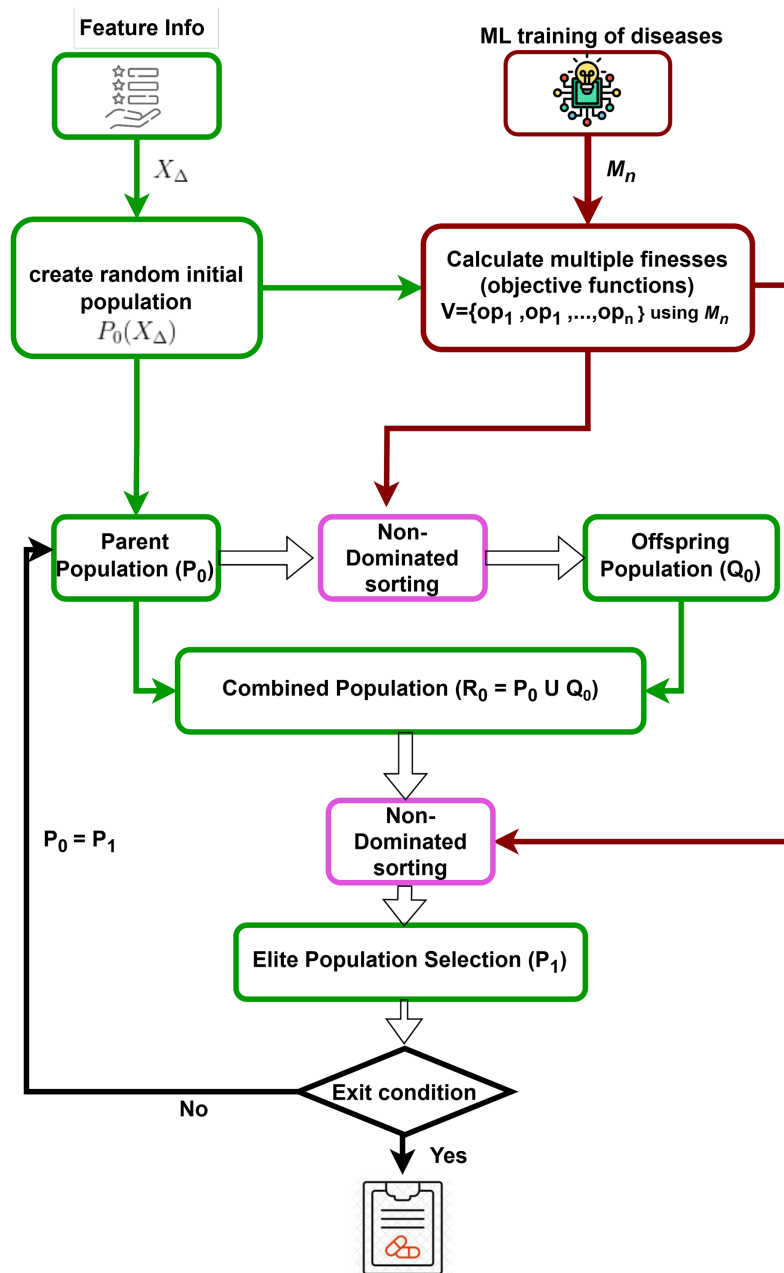 Feature Info
ML training of diseases
X_Δ
M_n
create random initial
population
P_0(X_Δ)
Calculate multiple finesses
(objective functions)
V={op_1 ,op_1 ,...,op_n } using M_n
Parent
Population (P_0)
Non-
Dominated
sorting
Offspring
Population (Q_0)
Combined Population (R_0 = P_0 U Q_0)
Non-
Dominated
sorting
P_0 = P_1
Elite Population Selection (P_1)
Exit condition
No
Yes